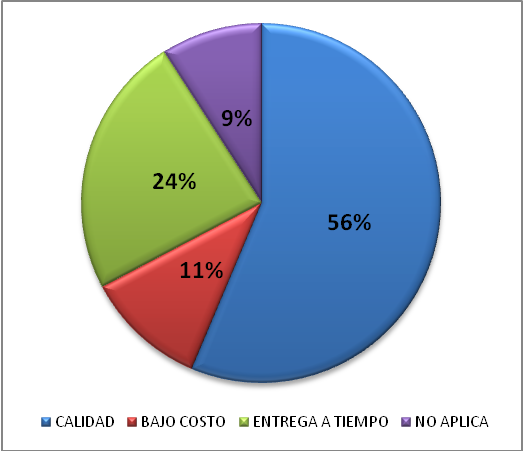 9%
24%
56%
11%
CALIDAD BAJO COSTO ENTREGA A TIEMPO NO APLICA